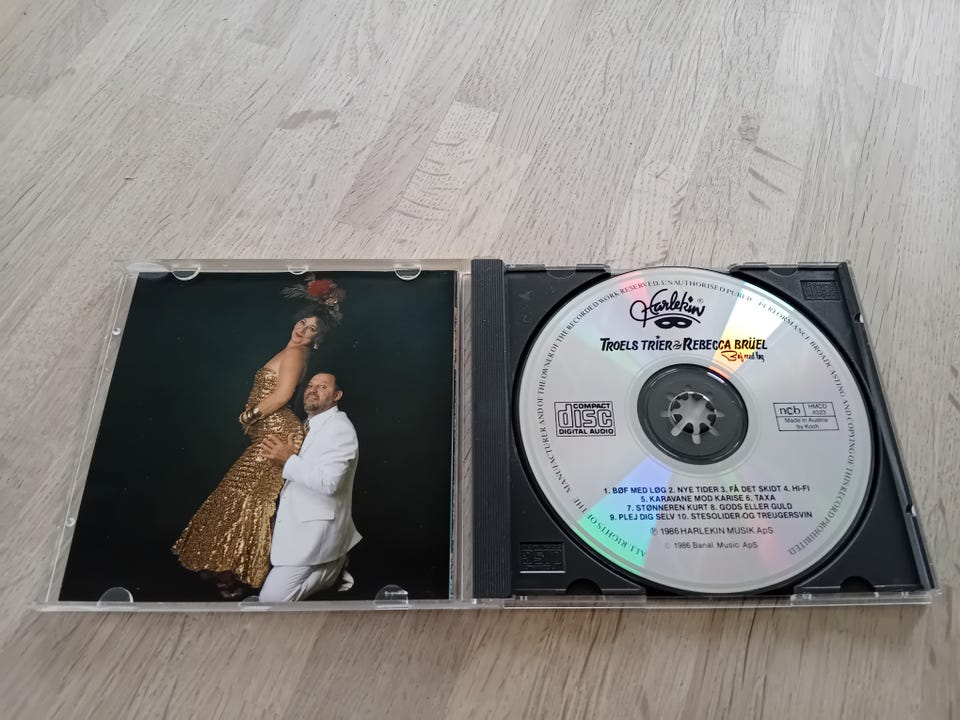 Harlekin®
TROELS TRIER & REBECCA BRÜEL
Bøf med løg
COMPACT
disc
DIGITAL AUDIO
ncb
HMCD
4323
Made in Austria
by Koch
1. BØF MED LØG 2. NYE TIDER 3. FÅ DET SKIDT 4. HI-FI
5. KARAVANE MOD KARISE 6. TAXA
7. STØNNEREN KURT 8. GODS ELLER GULD
9. PLEJ DIG SELV 10. STESOLIDER OG TREUGERSVIN
℗ 1986 HARLEKIN MUSIK ApS
© 1986 Banal Music ApS
ALL RIGHTS OF THE MANUFACTURER AND OF THE OWNER OF THE RECORDED WORK RESERVED. UNAUTHORISED PUBLIC PERFORMANCE BROADCASTING AND COPYING OF THIS RECORD PROHIBITED.